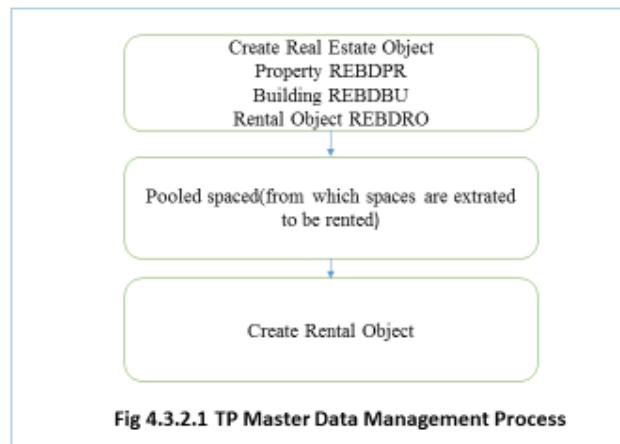 Create Real Estate Object
Property REBDPR
Building REBDBU
Rental Object REBDRO
Pooled spaced(from which spaces are extrated
to be rented)
Create Rental Object
Fig 4.3.2.1 TP Master Data Management Process